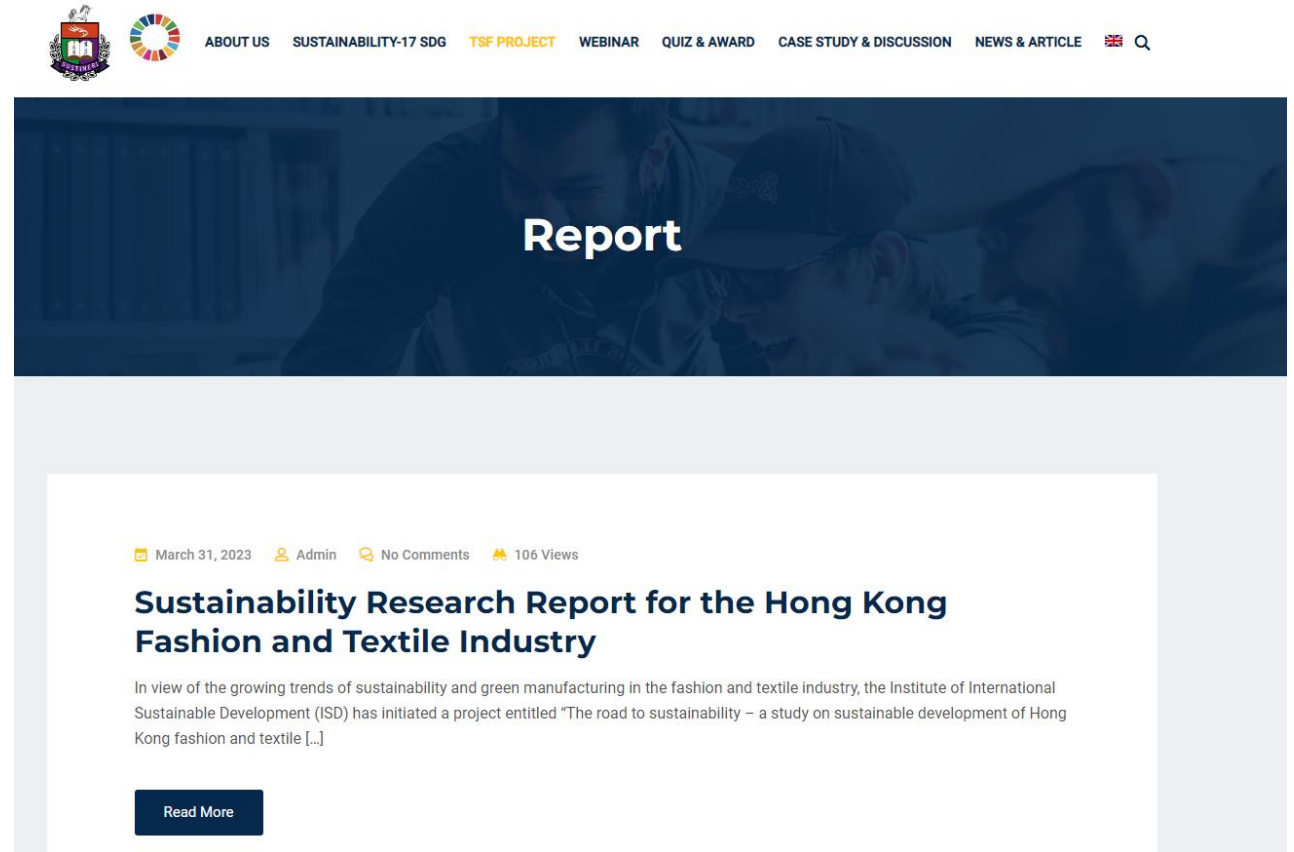 SUSTINERE
ABOUT US SUSTAINABILITY-17 SDG TSF PROJECT WEBINAR QUIZ & AWARD CASE STUDY & DISCUSSION NEWS & ARTICLE
Report
March 31, 2023 Admin No Comments 106 Views
Sustainability Research Report for the Hong Kong
Fashion and Textile Industry
In view of the growing trends of sustainability and green manufacturing in the fashion and textile industry, the Institute of International
Sustainable Development (ISD) has initiated a project entitled “The road to sustainability – a study on sustainable development of Hong
Kong fashion and textile [...]
Read More